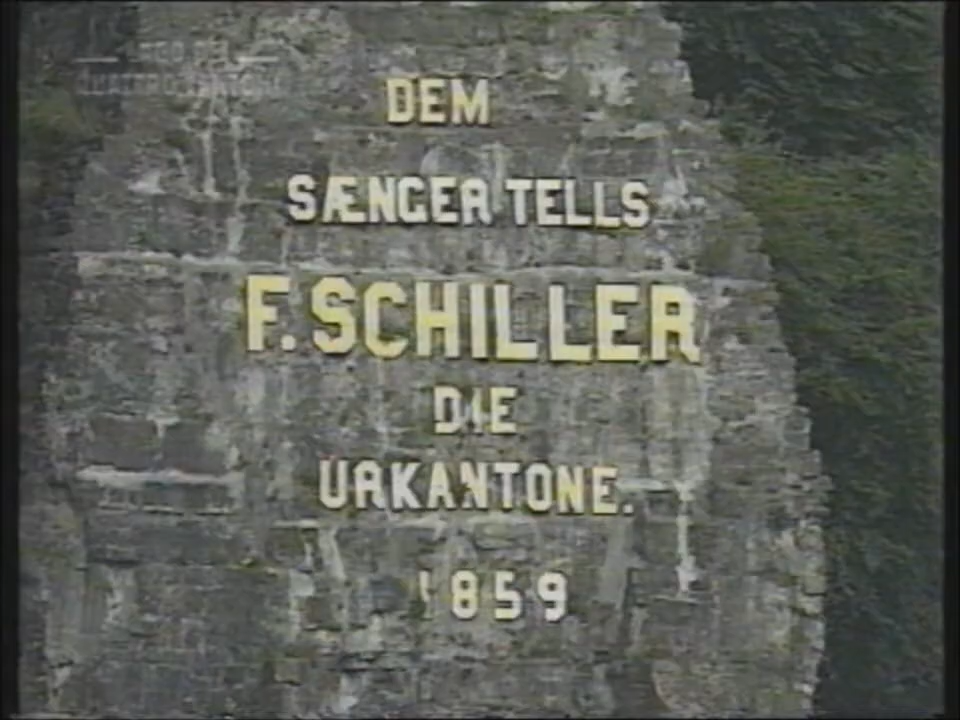 DEM
SÆNGER TELLS
F. SCHILLER
DIE
URKANTONE.
1859